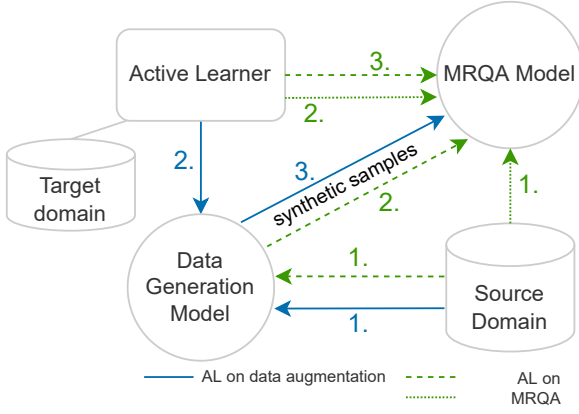 Active Learner
3.
MRQA Model
2.
2.
3.
synthetic samples
2.
1.
Target
domain
Data
Generation
Model
1.
1.
Source
Domain
AL on data augmentation
AL on
MRQA